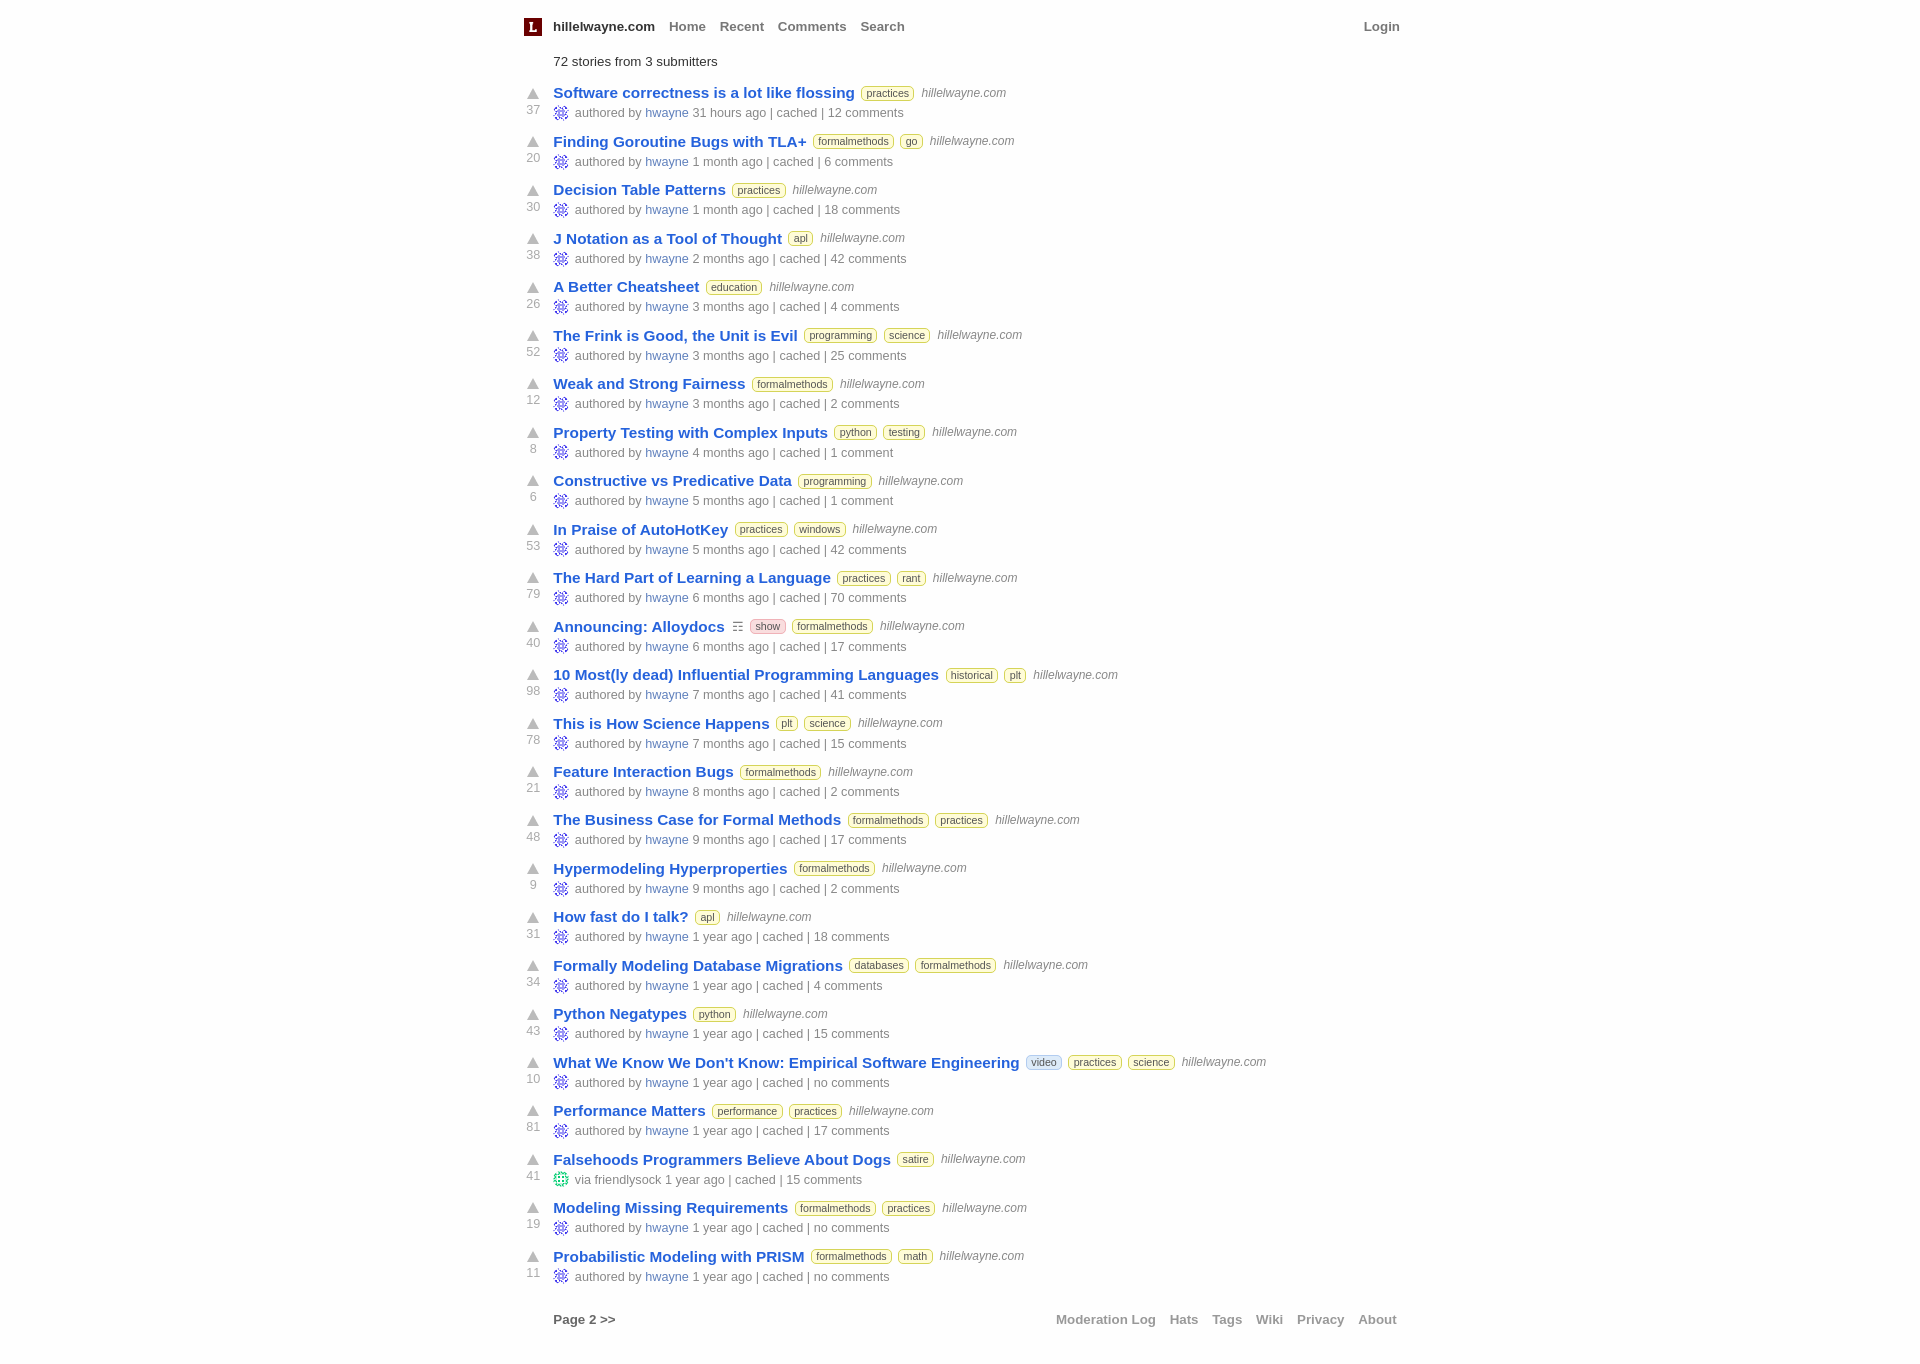 L hillelwayne.com Home Recent Comments Search Login
72 stories from 3 submitters
Software correctness is a lot like flossing practices hillelwayne.com
37 authored by hwayne 31 hours ago | cached | 12 comments
Finding Goroutine Bugs with TLA+ formalmethods go hillelwayne.com
20 authored by hwayne 1 month ago | cached | 6 comments
Decision Table Patterns practices hillelwayne.com
30 authored by hwayne 1 month ago | cached | 18 comments
J Notation as a Tool of Thought apl hillelwayne.com
38 authored by hwayne 2 months ago | cached | 42 comments
A Better Cheatsheet education hillelwayne.com
26 authored by hwayne 3 months ago | cached | 4 comments
The Frink is Good, the Unit is Evil programming science hillelwayne.com
52 authored by hwayne 3 months ago | cached | 25 comments
Weak and Strong Fairness formalmethods hillelwayne.com
12 authored by hwayne 3 months ago | cached | 2 comments
Property Testing with Complex Inputs python testing hillelwayne.com
8 authored by hwayne 4 months ago | cached | 1 comment
Constructive vs Predicative Data programming hillelwayne.com
6 authored by hwayne 5 months ago | cached | 1 comment
In Praise of AutoHotKey practices windows hillelwayne.com
53 authored by hwayne 5 months ago | cached | 42 comments
The Hard Part of Learning a Language practices rant hillelwayne.com
79 authored by hwayne 6 months ago | cached | 70 comments
Announcing: Alloydocs ☶ show formalmethods hillelwayne.com
40 authored by hwayne 6 months ago | cached | 17 comments
10 Most(ly dead) Influential Programming Languages historical plt hillelwayne.com
98 authored by hwayne 7 months ago | cached | 41 comments
This is How Science Happens plt science hillelwayne.com
78 authored by hwayne 7 months ago | cached | 15 comments
Feature Interaction Bugs formalmethods hillelwayne.com
21 authored by hwayne 8 months ago | cached | 2 comments
The Business Case for Formal Methods formalmethods practices hillelwayne.com
48 authored by hwayne 9 months ago | cached | 17 comments
Hypermodeling Hyperproperties formalmethods hillelwayne.com
9 authored by hwayne 9 months ago | cached | 2 comments
How fast do I talk? apl hillelwayne.com
31 authored by hwayne 1 year ago | cached | 18 comments
Formally Modeling Database Migrations databases formalmethods hillelwayne.com
34 authored by hwayne 1 year ago | cached | 4 comments
Python Negatypes python hillelwayne.com
43 authored by hwayne 1 year ago | cached | 15 comments
What We Know We Don't Know: Empirical Software Engineering video practices science hillelwayne.com
10 authored by hwayne 1 year ago | cached | no comments
Performance Matters performance practices hillelwayne.com
81 authored by hwayne 1 year ago | cached | 17 comments
Falsehoods Programmers Believe About Dogs satire hillelwayne.com
41 via friendlysock 1 year ago | cached | 15 comments
Modeling Missing Requirements formalmethods practices hillelwayne.com
19 authored by hwayne 1 year ago | cached | no comments
Probabilistic Modeling with PRISM formalmethods math hillelwayne.com
11 authored by hwayne 1 year ago | cached | no comments
Page 2 >> Moderation Log Hats Tags Wiki Privacy About